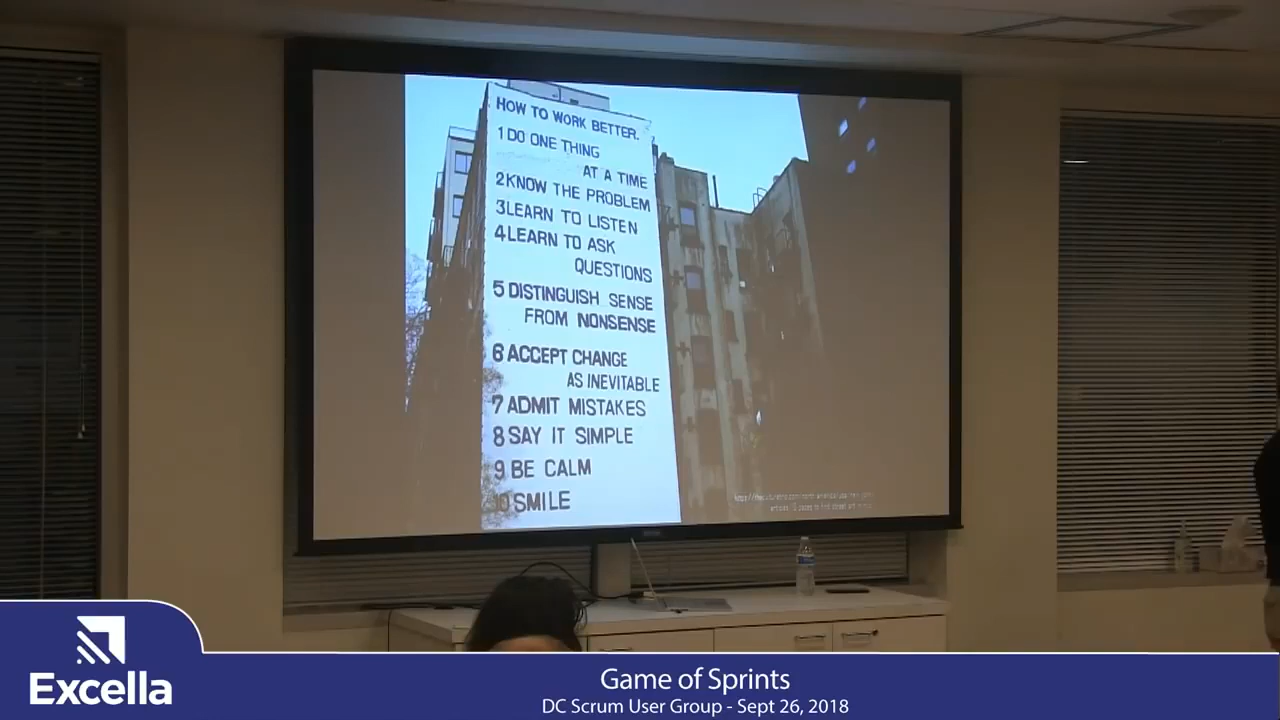 HOW TO WORK BETTER.
1 DO ONE THING
AT A TIME
2 KNOW THE PROBLEM
3 LEARN TO LISTEN
4 LEARN TO ASK
QUESTIONS
5 DISTINGUISH SENSE
FROM NONSENSE
6 ACCEPT CHANGE
AS INEVITABLE
7 ADMIT MISTAKES
8 SAY IT SIMPLE
9 BE CALM
10 SMILE
Excella
Game of Sprints
DC Scrum User Group - Sept 26, 2018